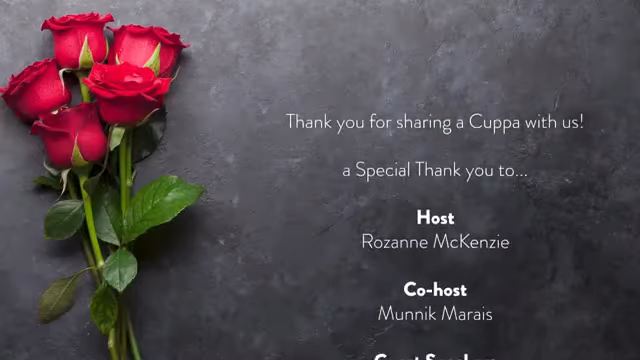 Thank you for sharing a Cuppa with us!
a Special Thank you to...
Host
Rozanne McKenzie
Co-host
Munnik Marais